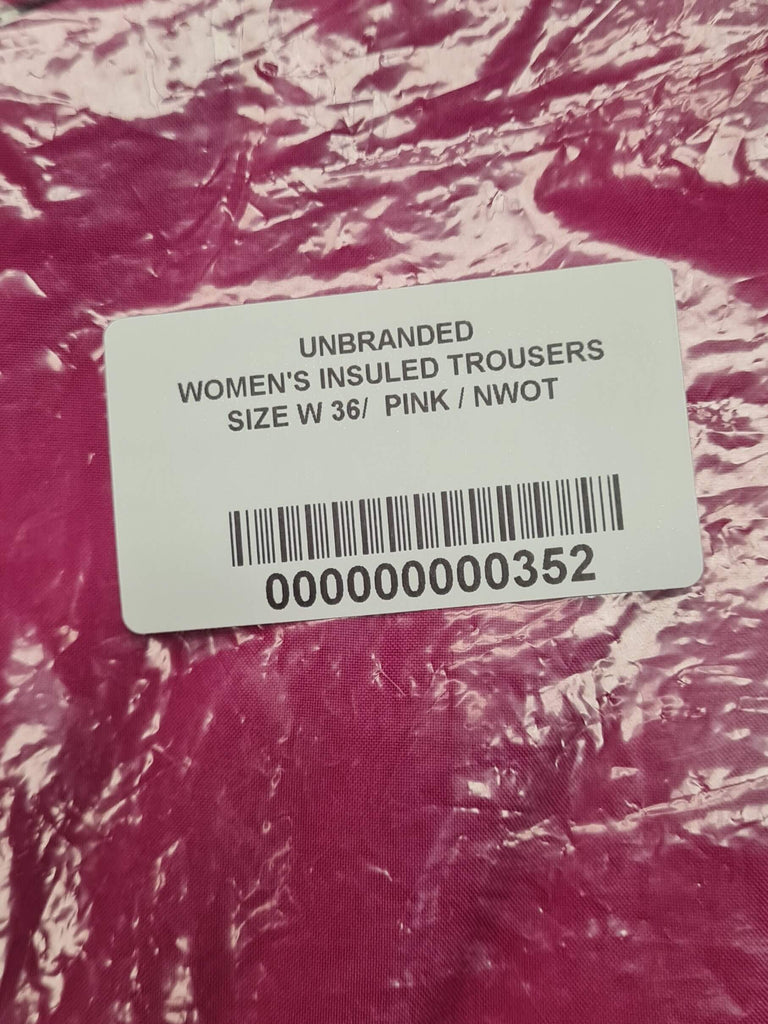 UNBRANDED
WOMEN'S INSULED TROUSERS
SIZE W 36/ PINK / NWOT
000000000352